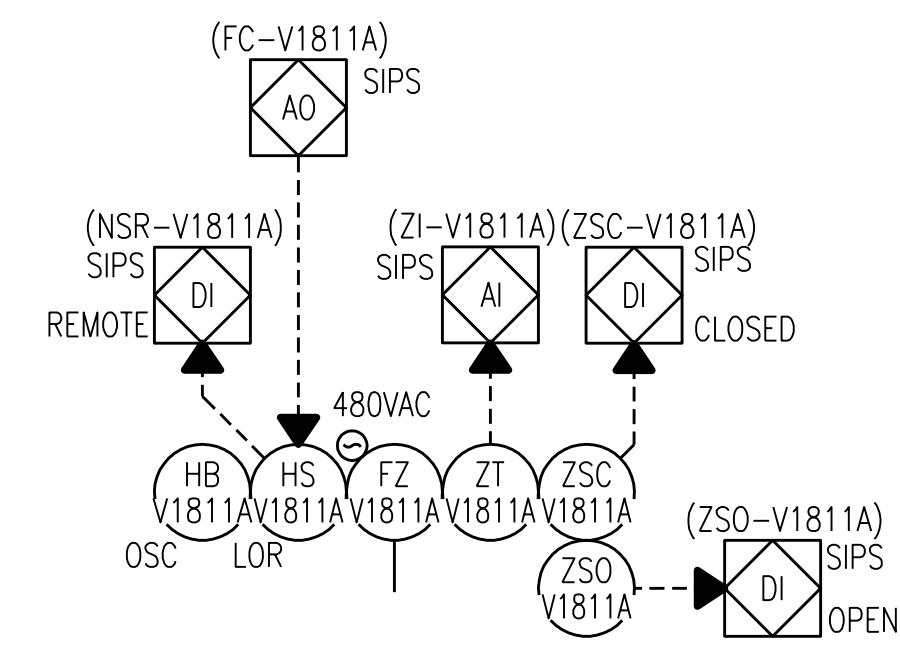 (FC-V1811A)
SIPS
AO
(NSR-V1811A)
SIPS
DI
REMOTE
(ZI-V1811A)
SIPS
AI
(ZSC-V1811A)
SIPS
DI
CLOSED
480VAC
HB
V1811A
OSC
HS
V1811A
LOR
FZ
V1811A
ZT
V1811A
ZSC
V1811A
ZSO
V1811A
(ZSO-V1811A)
SIPS
DI
OPEN